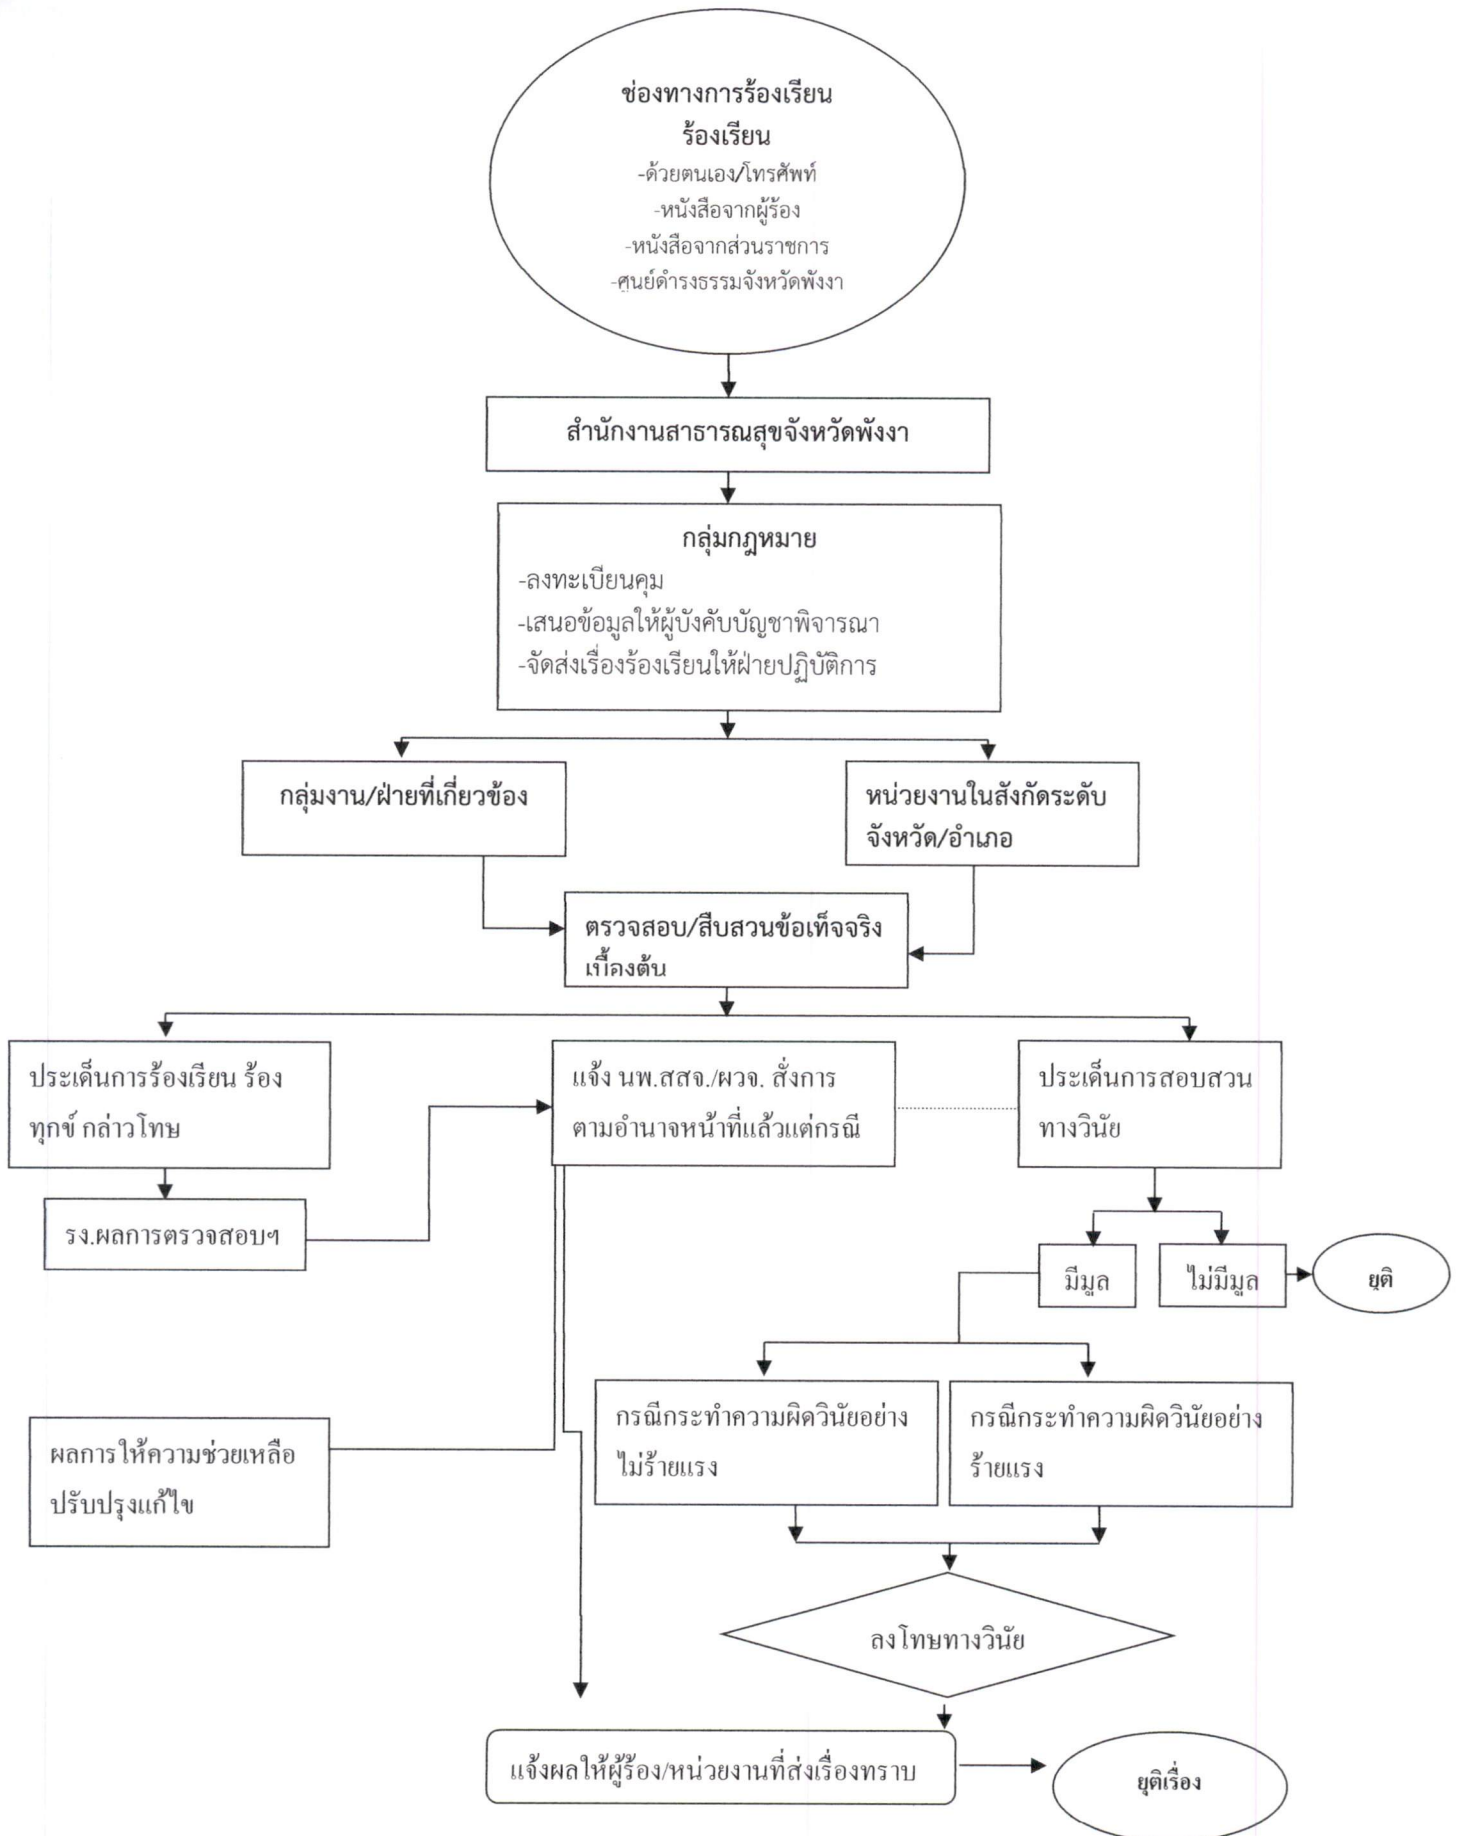 ช่องทางการร้องเรียน
ร้องเรียน
-ด้วยตนเอง/โทรศัพท์
-หนังสือจากผู้ร้อง
-หนังสือจากส่วนราชการ
-ศูนย์ดำรงธรรมจังหวัดพังงา
สำนักงานสาธารณสุขจังหวัดพังงา
กลุ่มกฎหมาย
-ลงทะเบียนคุม
-เสนอข้อมูลให้ผู้บังคับบัญชาพิจารณา
-จัดส่งเรื่องร้องเรียนให้ฝ่ายปฏิบัติการ
กลุ่มงาน/ฝ่ายที่เกี่ยวข้อง
หน่วยงานในสังกัดระดับ
จังหวัด/อำเภอ
ตรวจสอบ/สืบสวนข้อเท็จจริง
เบื้องต้น
ประเด็นการร้องเรียน ร้อง
ทุกข์ กล่าวโทษ
แจ้ง นพ.สสจ./ผวจ. สั่งการ
ตามอำนาจหน้าที่แล้วแต่กรณี
ประเด็นการสอบสวน
ทางวินัย
รง.ผลการตรวจสอบฯ
มีมูล
ไม่มีมูล
ยุติ
กรณีกระทำความผิดวินัยอย่าง
ไม่ร้ายแรง
กรณีกระทำความผิดวินัยอย่าง
ร้ายแรง
ผลการให้ความช่วยเหลือ
ปรับปรุงแก้ไข
ลงโทษทางวินัย
แจ้งผลให้ผู้ร้อง/หน่วยงานที่ส่งเรื่องทราบ
ยุติเรื่อง